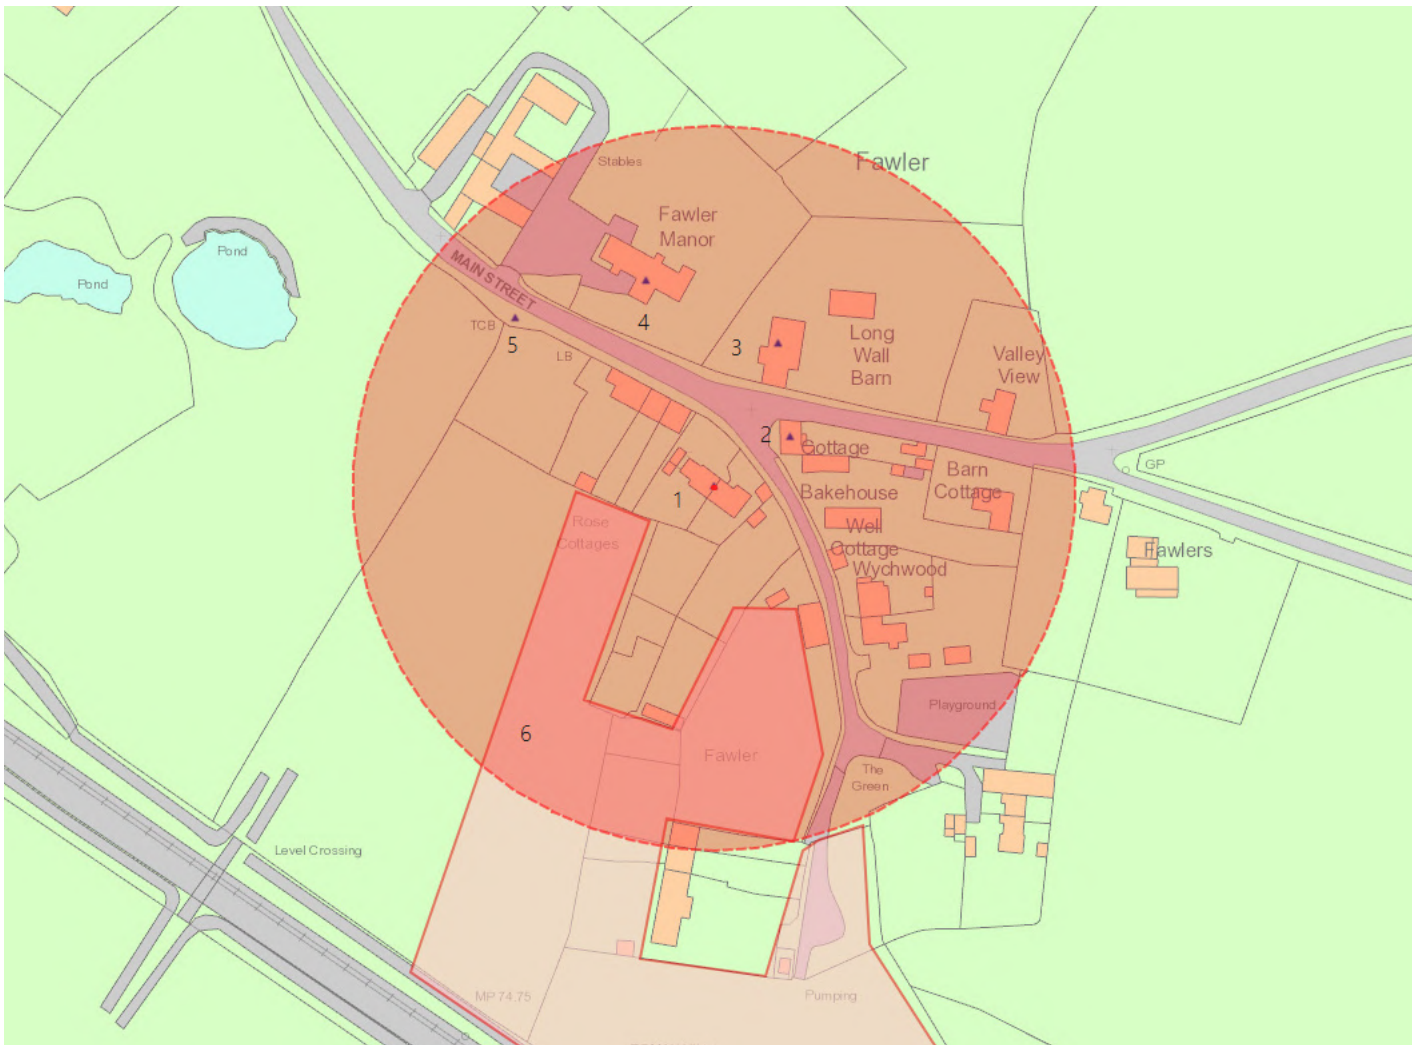 Fawler
Stables
Fawler
Manor
Pond
MAIN STREET
Pond
TCB
4
5
LB
3
Long
Wall
Barn
Valley
View
2
Cottage
GP
1
Bakehouse
Barn
Cottage
Rose
Cottages
Well
Cottage
Fawlers
Wychwood
Playground
6
Fawler
The
Green
Level Crossing
MP 74.75
Pumping